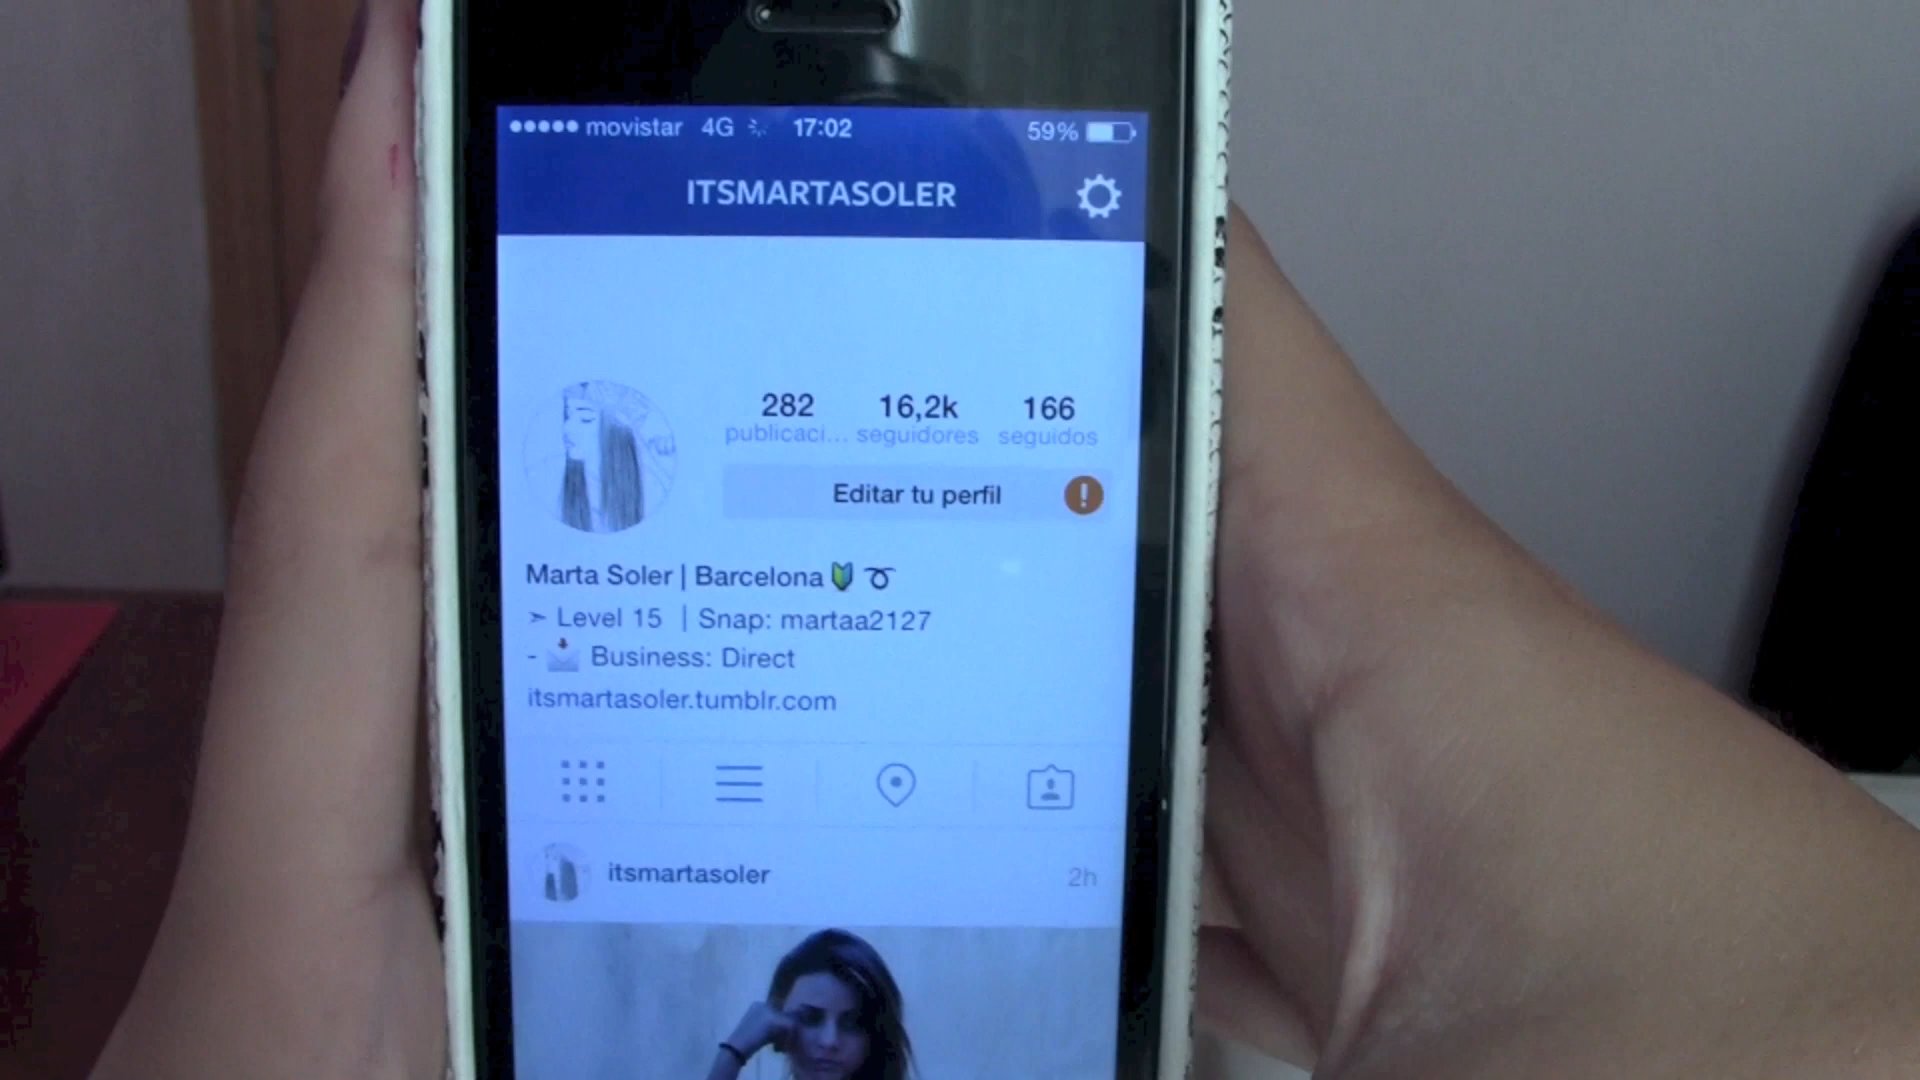 movistar 4G 17:02 59%
ITSMARTASOLER
282 16,2k 166
publicaci... seguidores seguidos
Editar tu perfil !
Marta Soler | Barcelona🔰➰
➣ Level 15 | Snap: martaa2127
- 📩 Business: Direct
itsmartasoler.tumblr.com
itsmartasoler 2h